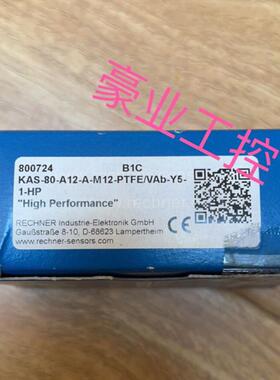 豪业工控
800724 B1C
KAS-80-A12-A-M12-PTFE/VAb-Y5-
1-HP
"High Performance"
RECHNER Industrie-Elektronik GmbH
Gaußstraße 8-10, D-68623 Lampertheim
www.rechner-sensors.com